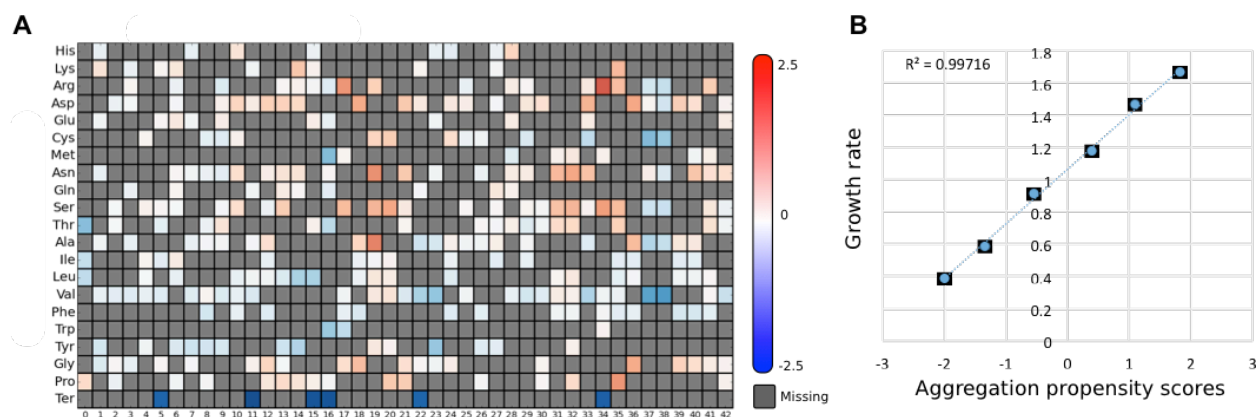 A
His
Lys
Arg
Asp
Glu
Cys
Met
Asn
Gln
Ser
Thr
Ala
Ile
Leu
Val
Phe
Trp
Tyr
Gly
Pro
Ter
0 1 2 3 4 5 6 7 8 9 10 11 12 13 14 15 16 17 18 19 20 21 22 23 24 25 26 27 28 29 30 31 32 33 34 35 36 37 38 39 40 41 42
2.5
0
-2.5
Missing
B
R² = 0.99716
Growth rate
1.8
1.6
1.4
1.2
1
0.8
0.6
0.4
0.2
0
-3 -2 -1 0 1 2 3
Aggregation propensity scores